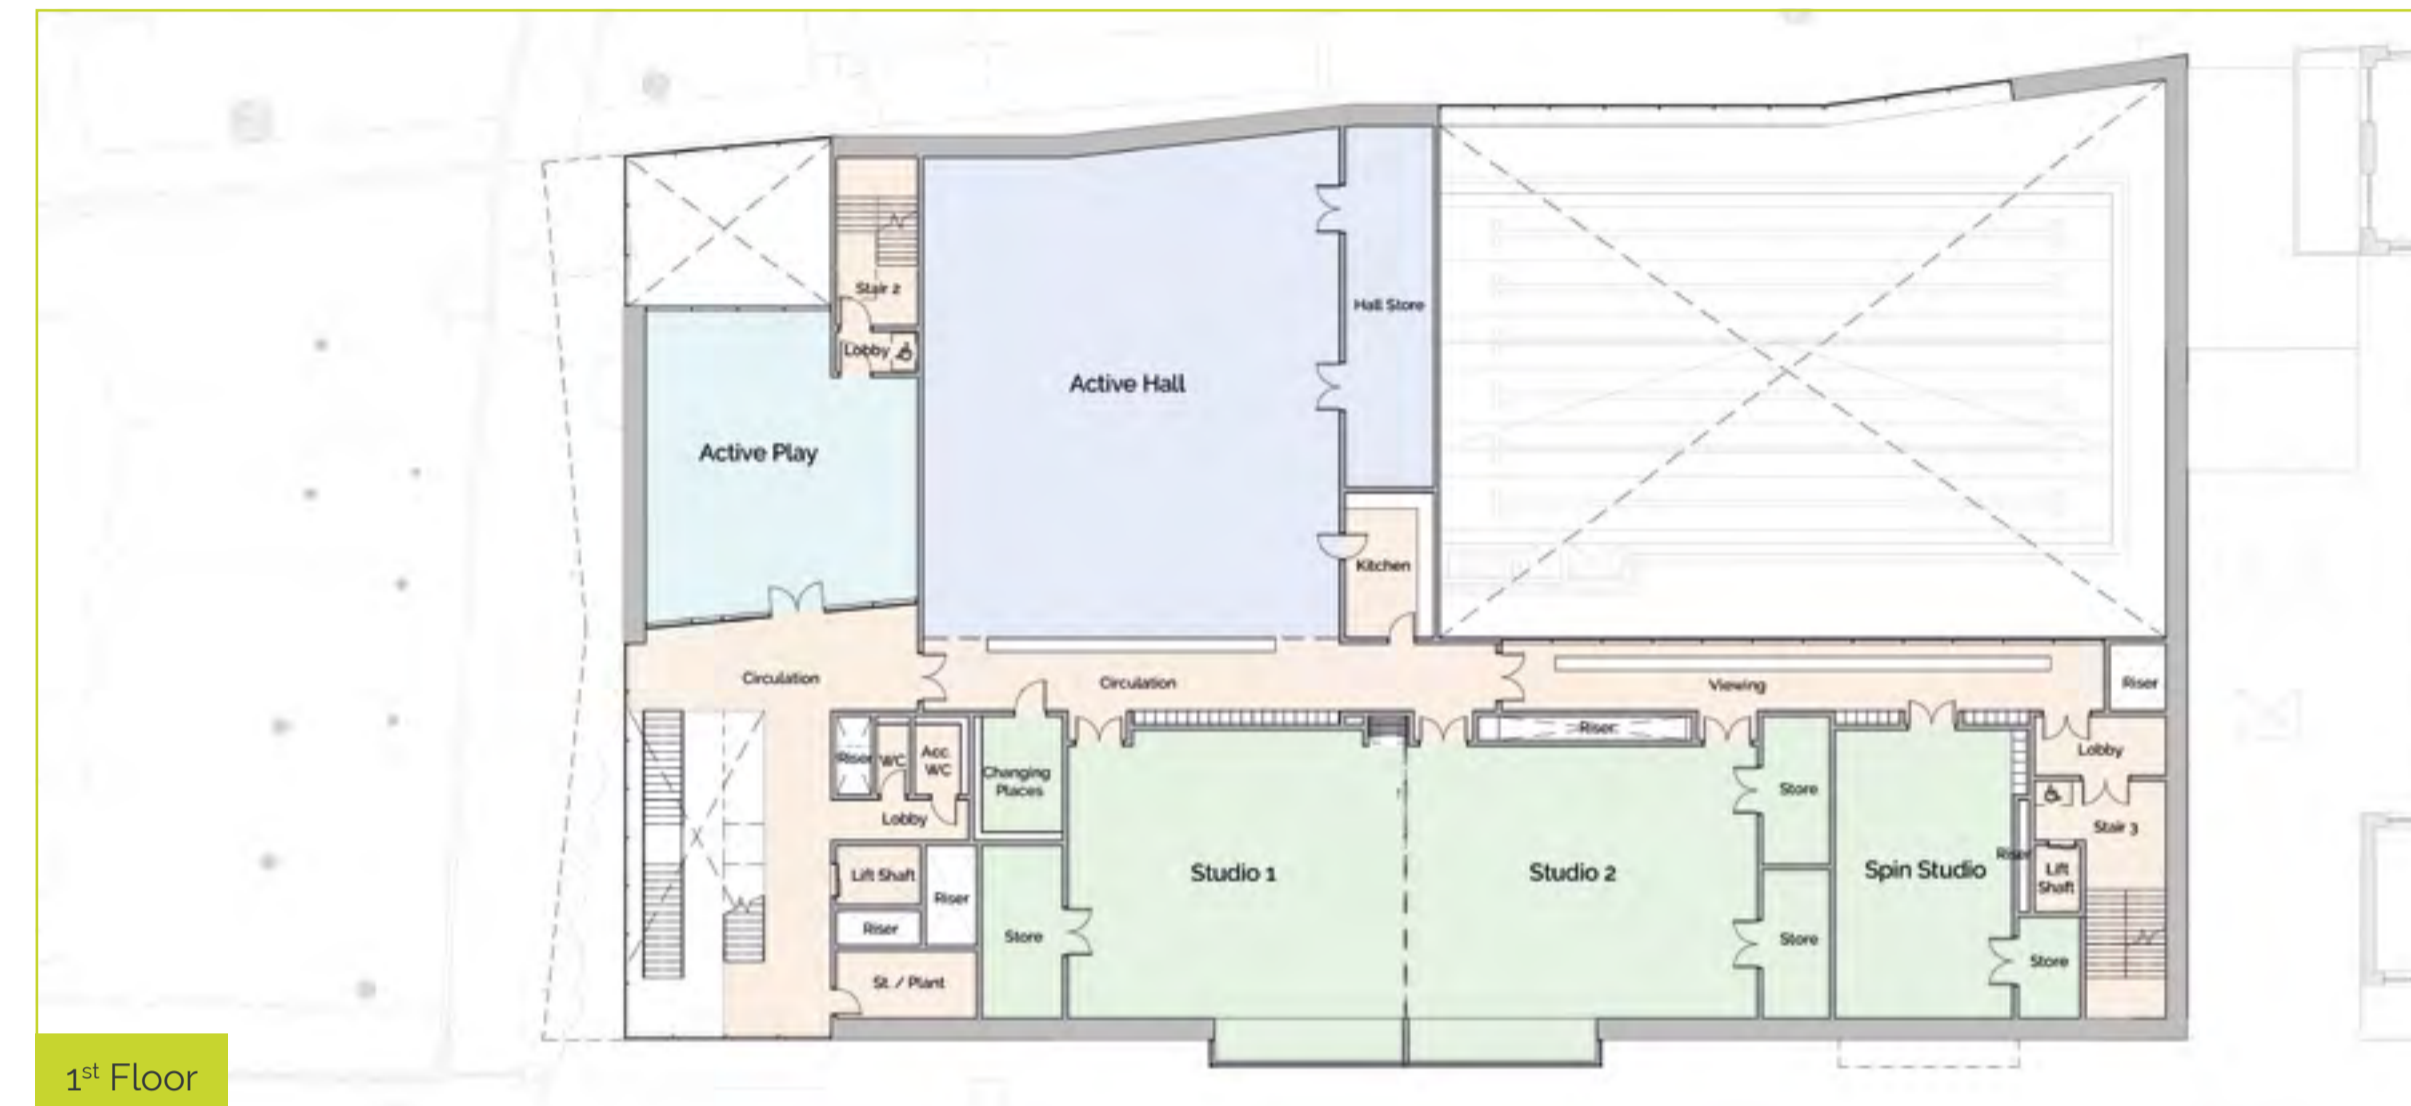 Stair 2
Lobby
Hall Store
Active Hall
Active Play
Kitchen
Circulation
Circulation
Viewing
Riser
Riser
Riser
WC
Acc.
WC
Changing
Places
Lobby
Lobby
Store
Stair 3
Lift Shaft
Riser
Riser
Studio 1
Studio 2
Spin Studio
Riser
Lift
Shaft
Store
Store
Store
St. / Plant
1st Floor